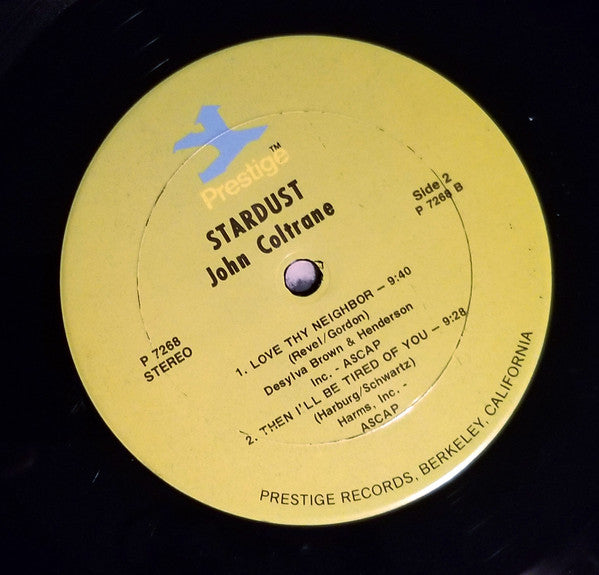 Prestige™
STARDUST
John Coltrane
Side 2
P 7268 B
P 7268
STEREO
1. LOVE THY NEIGHBOR – 9:40
(Revel/Gordon)
Desylva Brown & Henderson
Inc. - ASCAP
2. THEN I'LL BE TIRED OF YOU – 9:28
(Harburg/Schwartz)
Harms, Inc. -
ASCAP
PRESTIGE RECORDS, BERKELEY, CALIFORNIA